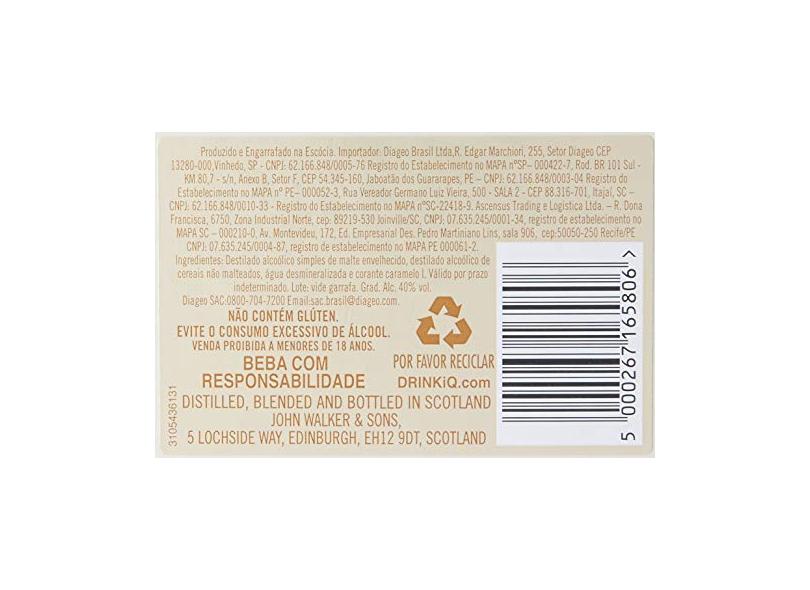 Produzido e Engarrafado na Escócia. Importador: Diageo Brasil Ltda,R. Edgar Marchiori, 255, Setor Diageo CEP
13280-000,Vinhedo, SP - CNPJ: 62.166.848/0005-76 Registro do Estabelecimento no MAPA nºSP– 000422-7, Rod. BR 101 Sul -
KM 80,7 - s/n, Anexo B, Setor F, CEP 54.345-160, Jaboatão dos Guararapes, PE – CNPJ: 62.166.848/0003-04 Registro do
Estabelecimento no MAPA nº PE– 000052-3, Rua Vereador Germano Luiz Vieira, 500 - SALA 2 - CEP 88.316-701, Itajaí, SC –
CNPJ: 62.166.848/0010-33 - Registro do Estabelecimento no MAPA nºSC-22418-9. Ascensus Trading e Logística Ltda. – R. Dona
Francisca, 6750, Zona Industrial Norte, cep: 89219-530 Joinville/SC, CNPJ: 07.635.245/0001-34, registro de estabelecimento no
MAPA SC – 000210-0, Av. Montevideu, 172, Ed. Empresarial Des. Pedro Martiniano Lins, sala 906, cep:50050-250 Recife/PE
CNPJ: 07.635.245/0004-87, registro de estabelecimento no MAPA PE 000061-2.
Ingredientes: Destilado alcoólico simples de malte envelhecido, destilado alcoólico de
cereais não malteados, água desmineralizada e corante caramelo I. Válido por prazo
indeterminado. Lote: vide garrafa. Grad. Alc. 40% vol.
Diageo SAC:0800-704-7200 Email:sac.brasil@diageo.com.
NÃO CONTÉM GLÚTEN.
EVITE O CONSUMO EXCESSIVO DE ÁLCOOL.
VENDA PROIBIDA A MENORES DE 18 ANOS.
BEBA COM
RESPONSABILIDADE
POR FAVOR RECICLAR
DRINKiQ.com
DISTILLED, BLENDED AND BOTTLED IN SCOTLAND
JOHN WALKER & SONS,
5 LOCHSIDE WAY, EDINBURGH, EH12 9DT, SCOTLAND
3105436131
5 000267 165806 >